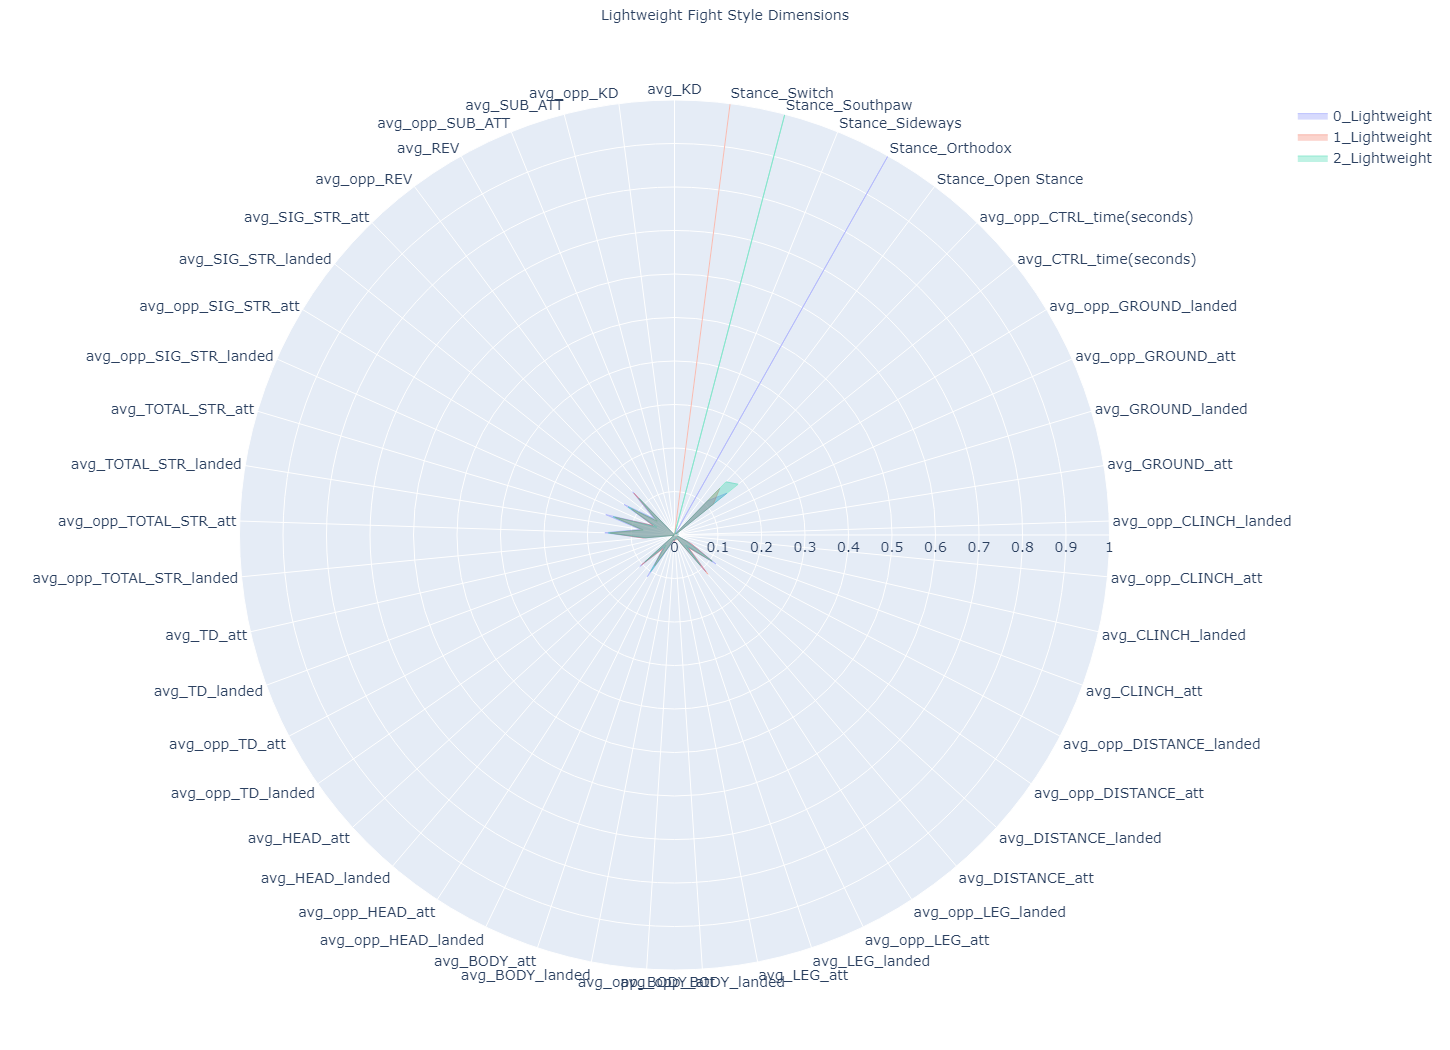 Lightweight Fight Style Dimensions
0_Lightweight
1_Lightweight
2_Lightweight
avg_KD
avg_opp_KD
avg_SUB_ATT
avg_opp_SUB_ATT
avg_REV
avg_opp_REV
avg_SIG_STR_att
avg_SIG_STR_landed
avg_opp_SIG_STR_att
avg_opp_SIG_STR_landed
avg_TOTAL_STR_att
avg_TOTAL_STR_landed
avg_opp_TOTAL_STR_att
avg_opp_TOTAL_STR_landed
avg_TD_att
avg_TD_landed
avg_opp_TD_att
avg_opp_TD_landed
avg_HEAD_att
avg_HEAD_landed
avg_opp_HEAD_att
avg_opp_HEAD_landed
avg_BODY_att
avg_BODY_landed
avg_opp_BODY_att
avg_opp_BODY_landed
avg_LEG_att
avg_LEG_landed
avg_opp_LEG_att
avg_opp_LEG_landed
avg_DISTANCE_att
avg_DISTANCE_landed
avg_opp_DISTANCE_att
avg_opp_DISTANCE_landed
avg_CLINCH_att
avg_CLINCH_landed
avg_opp_CLINCH_att
avg_opp_CLINCH_landed
avg_GROUND_att
avg_GROUND_landed
avg_opp_GROUND_att
avg_opp_GROUND_landed
avg_CTRL_time(seconds)
avg_opp_CTRL_time(seconds)
Stance_Open Stance
Stance_Orthodox
Stance_Sideways
Stance_Southpaw
Stance_Switch
0 0.1 0.2 0.3 0.4 0.5 0.6 0.7 0.8 0.9 1